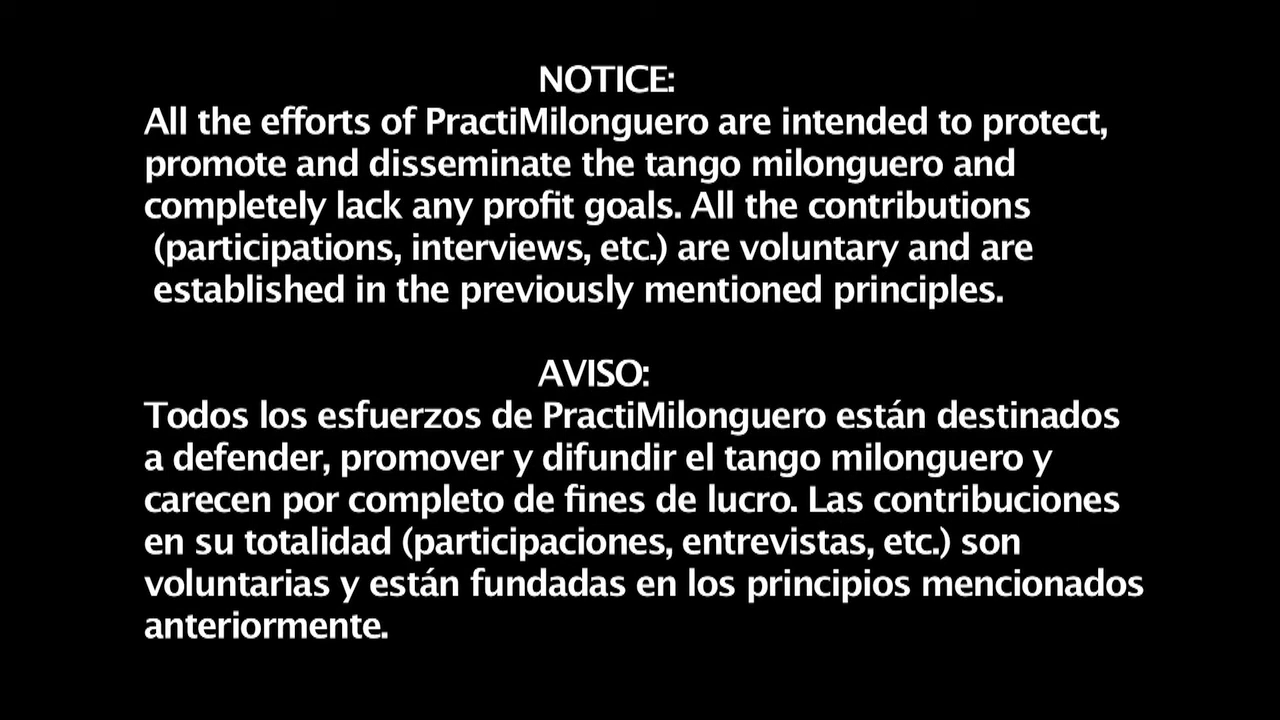 NOTICE:
All the efforts of PractiMilonguero are intended to protect,
promote and disseminate the tango milonguero and
completely lack any profit goals. All the contributions
(participations, interviews, etc.) are voluntary and are
established in the previously mentioned principles.
AVISO:
Todos los esfuerzos de PractiMilonguero están destinados
a defender, promover y difundir el tango milonguero y
carecen por completo de fines de lucro. Las contribuciones
en su totalidad (participaciones, entrevistas, etc.) son
voluntarias y están fundadas en los principios mencionados
anteriormente.